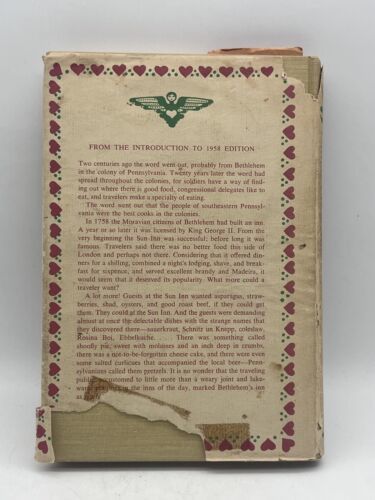 FROM THE INTRODUCTION TO 1958 EDITION
Two centuries ago the word went out, probably from Bethlehem
in the colony of Pennsylvania. Twenty years later the word had
spread throughout the colonies, for soldiers have a way of find-
ing out where there is good food, congressional delegates like to
eat, and travelers make a specialty of eating.
The word went out that the people of southeastern Pennsyl-
vania were the best cooks in the colonies.
In 1758 the Moravian citizens of Bethlehem had built an inn.
A year or so later it was licensed by King George II. From the
very beginning the Sun Inn was successful; before long it was
famous. Travelers said there was no better food this side of
London and perhaps not there. Considering that it offered din-
ners for a shilling, combined a night's lodging, shave, and break-
fast for sixpence, and served excellent brandy and Madeira, it
would seem that it deserved its popularity. What more could a
traveler want?
A lot more! Guests at the Sun Inn wanted asparagus, straw-
berries, shad, oysters, and good roast beef, if they could get
them. They could at the Sun Inn. And the guests were demanding
almost at once the delectable dishes with the strange names that
they discovered there—sauerkraut, Schnitz un Knepp, coleslaw,
Rosina Boi, Ebbelkuche. . . . There was something called
shoofly pie, sweet with molasses and an inch deep in crumbs,
there was a not-to-be-forgotten cheese cake, and there were even
some salted curlicues that accompanied the local beer—Penn-
sylvanians called them pretzels. It is no wonder that the traveling
public, accustomed to little more than a weary joint and luke-
warm in the inns of the day, marked Bethlehem's inn
as